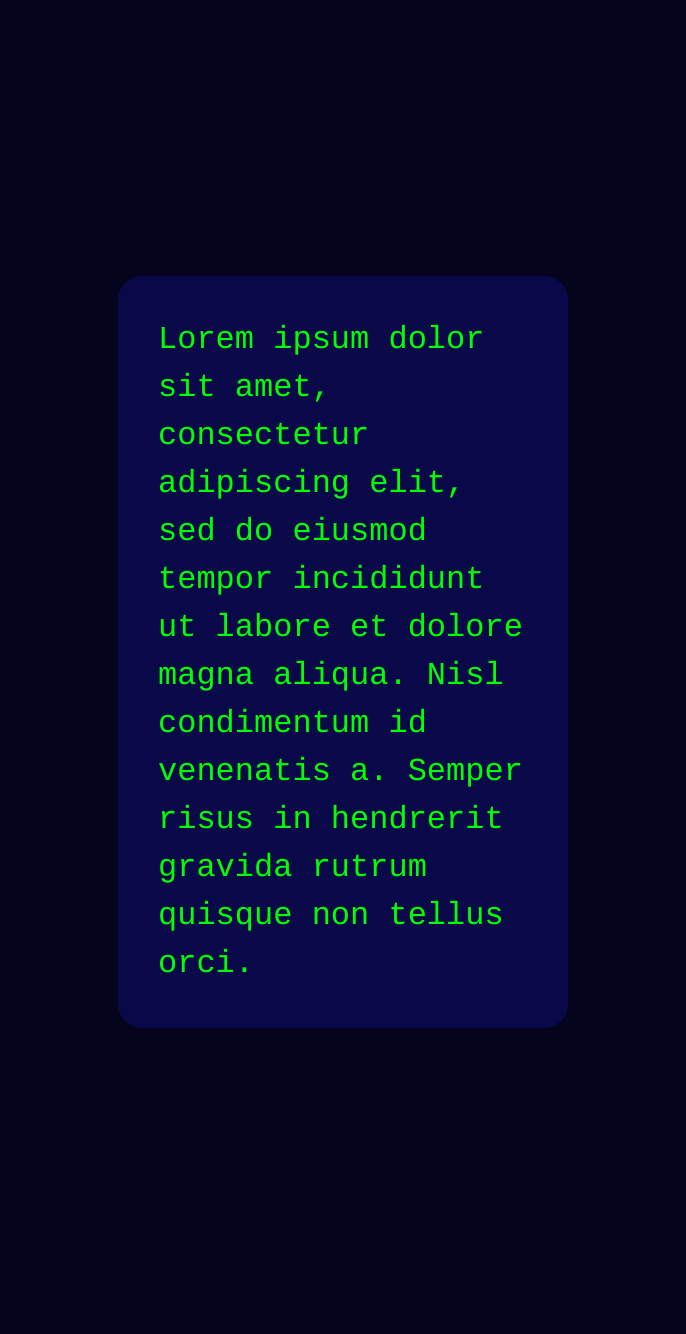 Lorem ipsum dolor
sit amet,
consectetur
adipiscing elit,
sed do eiusmod
tempor incididunt
ut labore et dolore
magna aliqua. Nisl
condimentum id
venenatis a. Semper
risus in hendrerit
gravida rutrum
quisque non tellus
orci.